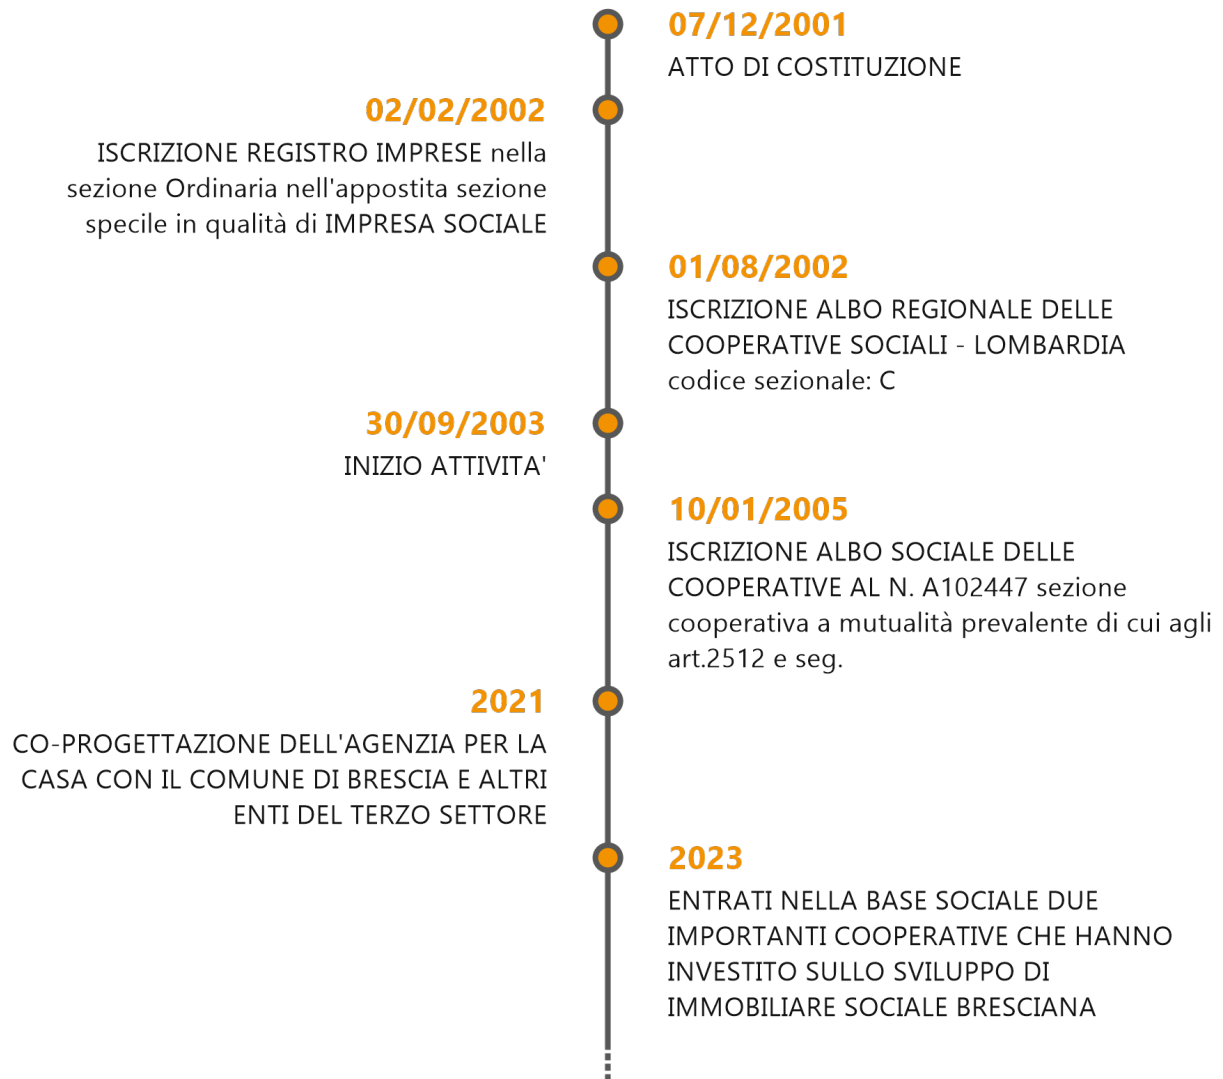 07/12/2001
ATTO DI COSTITUZIONE
02/02/2002
ISCRIZIONE REGISTRO IMPRESE nella
sezione Ordinaria nell'appostita sezione
specile in qualità di IMPRESA SOCIALE
01/08/2002
ISCRIZIONE ALBO REGIONALE DELLE
COOPERATIVE SOCIALI - LOMBARDIA
codice sezionale: C
30/09/2003
INIZIO ATTIVITA'
10/01/2005
ISCRIZIONE ALBO SOCIALE DELLE
COOPERATIVE AL N. A102447 sezione
cooperativa a mutualità prevalente di cui agli
art.2512 e seg.
2021
CO-PROGETTAZIONE DELL'AGENZIA PER LA
CASA CON IL COMUNE DI BRESCIA E ALTRI
ENTI DEL TERZO SETTORE
2023
ENTRATI NELLA BASE SOCIALE DUE
IMPORTANTI COOPERATIVE CHE HANNO
INVESTITO SULLO SVILUPPO DI
IMMOBILIARE SOCIALE BRESCIANA